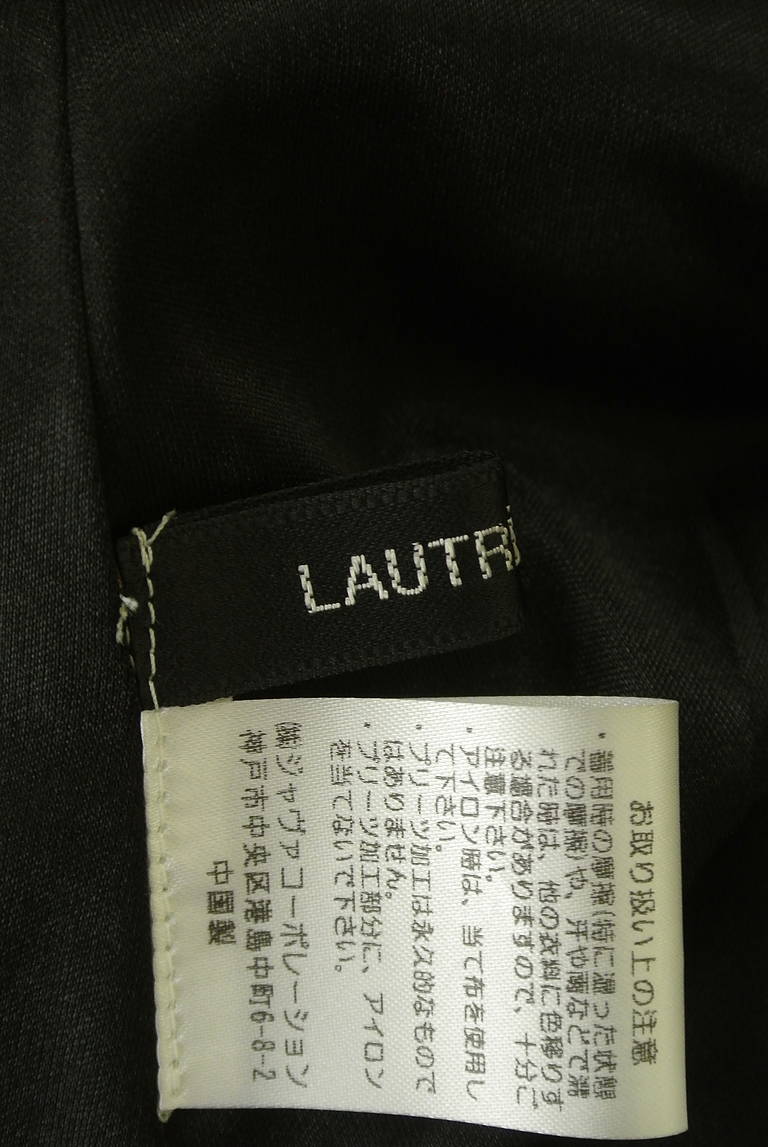 LAUTR
お取り扱い上の注意
・着用時の摩擦(特に湿った状態
での摩擦)や、汗や雨などで濡
れた時は、他の衣料に色移りす
る場合がありますので、十分ご
注意下さい。
・アイロン時は、当て布を使用し
て下さい。
・プリーツ加工は永久的なもので
はありません。
・プリーツ加工部分に、アイロン
を当てないで下さい。
㈱ジャヴァコーポレーション
神戸市中央区港島中町6-8-2
中国製